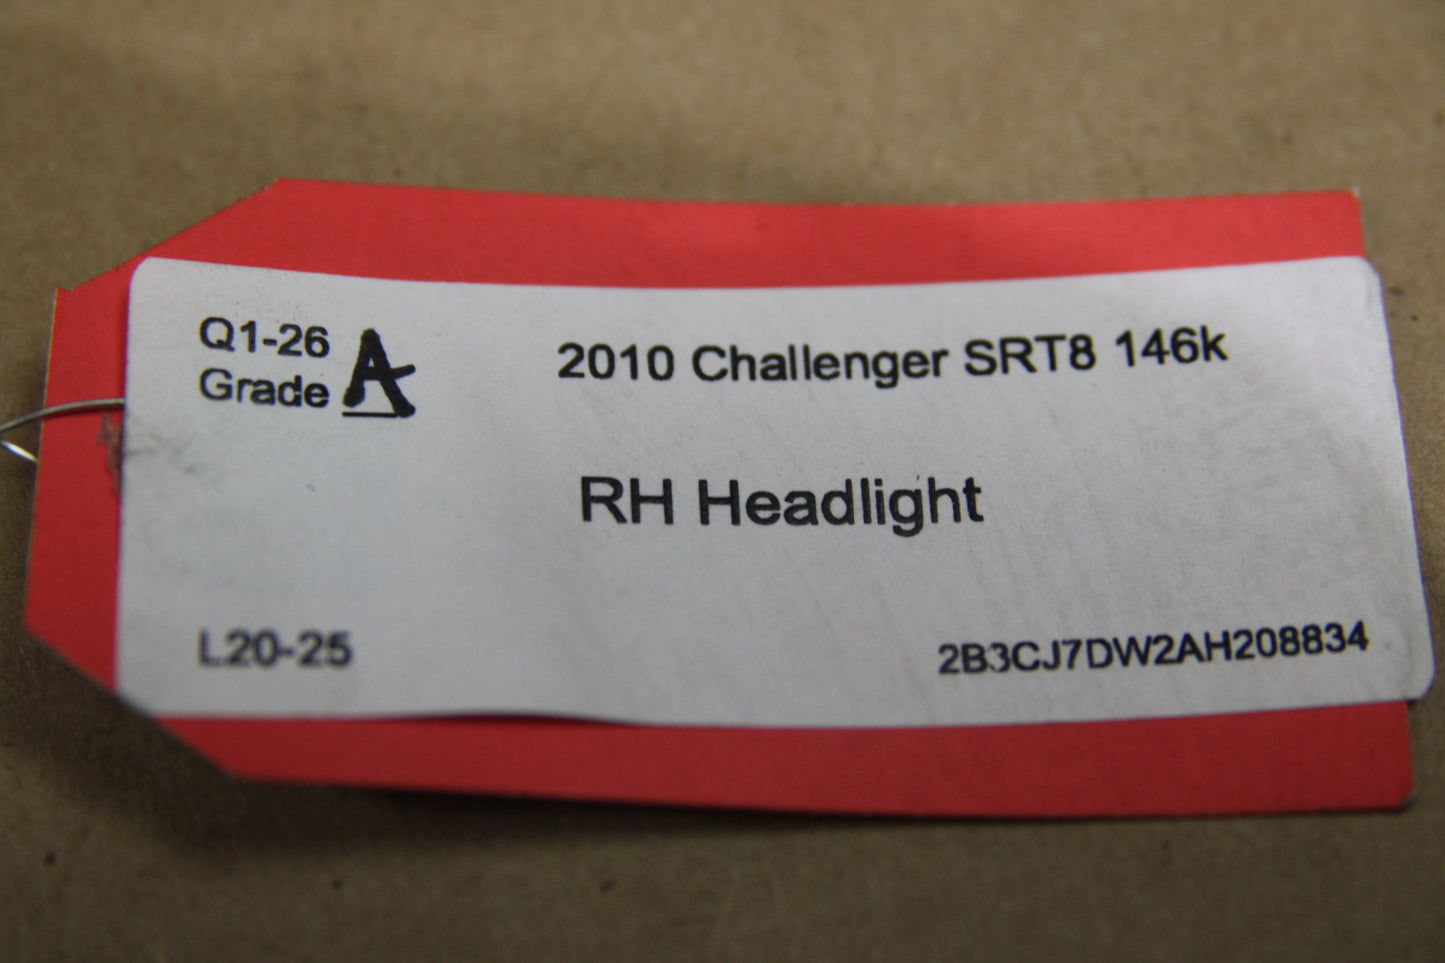 Q1-26
Grade A
2010 Challenger SRT8 146k
RH Headlight
L20-25
2B3CJ7DW2AH208834